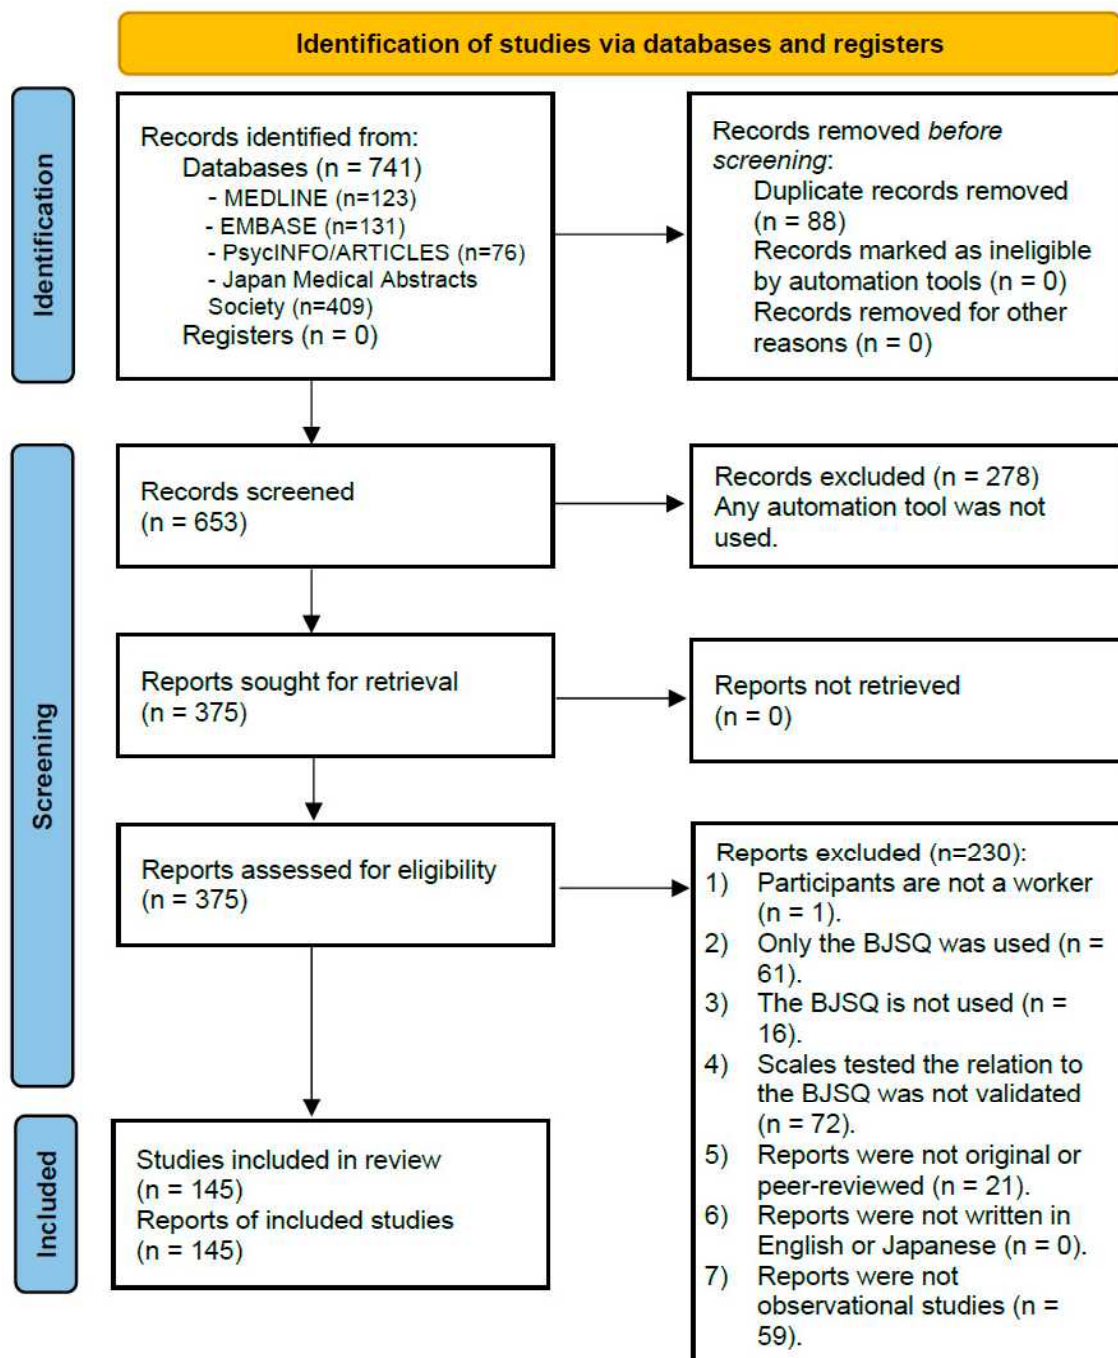 Identification of studies via databases and registers
Identification
Records identified from:
Databases (n = 741)
- MEDLINE (n=123)
- EMBASE (n=131)
- PsycINFO/ARTICLES (n=76)
- Japan Medical Abstracts
Society (n=409)
Registers (n = 0)
Records removed before
screening:
Duplicate records removed
(n = 88)
Records marked as ineligible
by automation tools (n = 0)
Records removed for other
reasons (n = 0)
Screening
Records screened
(n = 653)
Records excluded (n = 278)
Any automation tool was not
used.
Reports sought for retrieval
(n = 375)
Reports not retrieved
(n = 0)
Reports assessed for eligibility
(n = 375)
Reports excluded (n=230):
1) Participants are not a worker
(n = 1).
2) Only the BJSQ was used (n =
61).
3) The BJSQ is not used (n =
16).
4) Scales tested the relation to
the BJSQ was not validated
(n = 72).
5) Reports were not original or
peer-reviewed (n = 21).
6) Reports were not written in
English or Japanese (n = 0).
7) Reports were not
observational studies (n =
59).
Included
Studies included in review
(n = 145)
Reports of included studies
(n = 145)